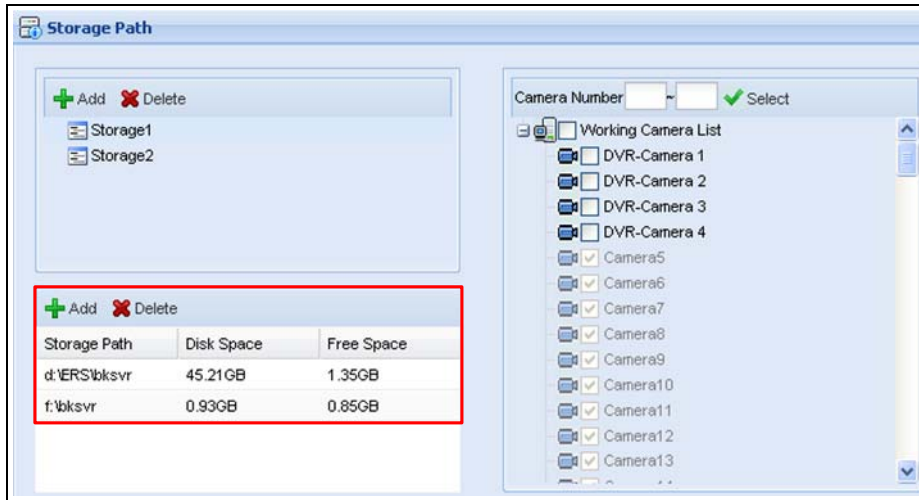 Storage Path
Add Delete
Storage1
Storage2
Add Delete
Storage Path Disk Space Free Space
d:\ERS\bksvr 45.21GB 1.35GB
f:\bksvr 0.93GB 0.85GB
Camera Number ~ Select
Working Camera List
DVR-Camera 1
DVR-Camera 2
DVR-Camera 3
DVR-Camera 4
Camera5
Camera6
Camera7
Camera8
Camera9
Camera10
Camera11
Camera12
Camera13